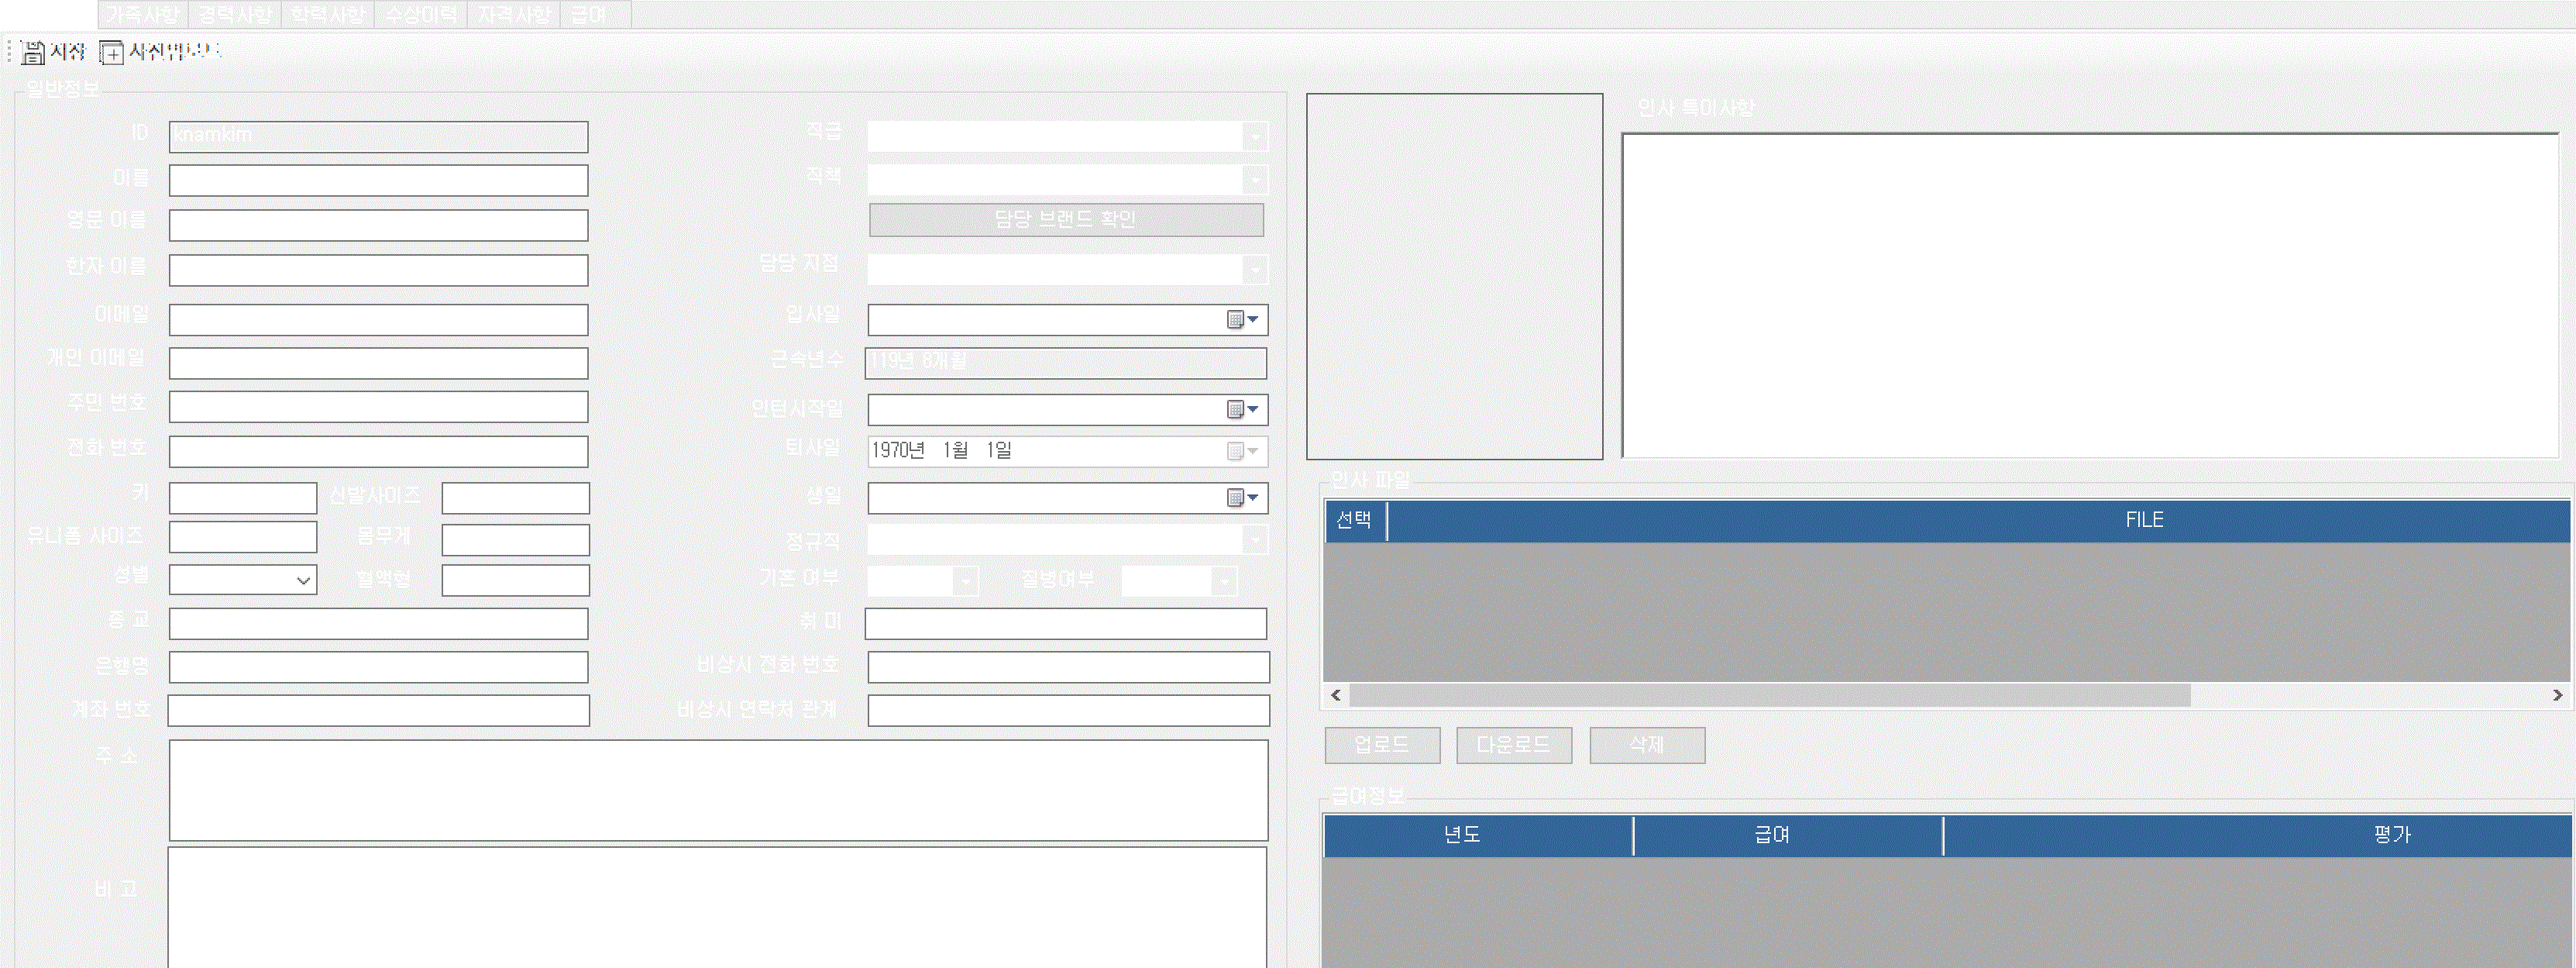 가족사항 경력사항 학력사항 수상이력 자격사항 급여
저장 사진업로드
일반정보
ID knamkim
이름
영문 이름
한자 이름
이메일
개인 이메일
주민 번호
전화 번호
키 신발사이즈
유니폼 사이즈 몸무게
성별 혈액형
종 교
은행명
계좌 번호
주 소
비 고
직급
직책
담당 브랜드 확인
담당 지점
입사일
근속년수 119년 8개월
인턴시작일
퇴사일 1970년 1월 1일
생일
정규직
기혼 여부 질병여부
취 미
비상시 전화 번호
비상시 연락처 관계
인사 특이사항
인사 파일
선택 FILE
업로드 다운로드 삭제
급여정보
년도 급여 평가